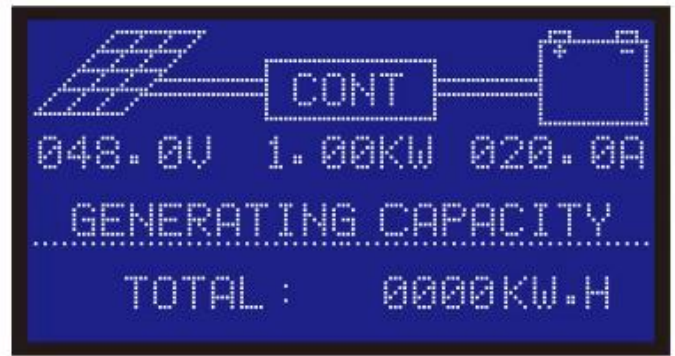 CONT
048.0V 1.00KW 020.0A
GENERATING CAPACITY
TOTAL: 0000KW.H